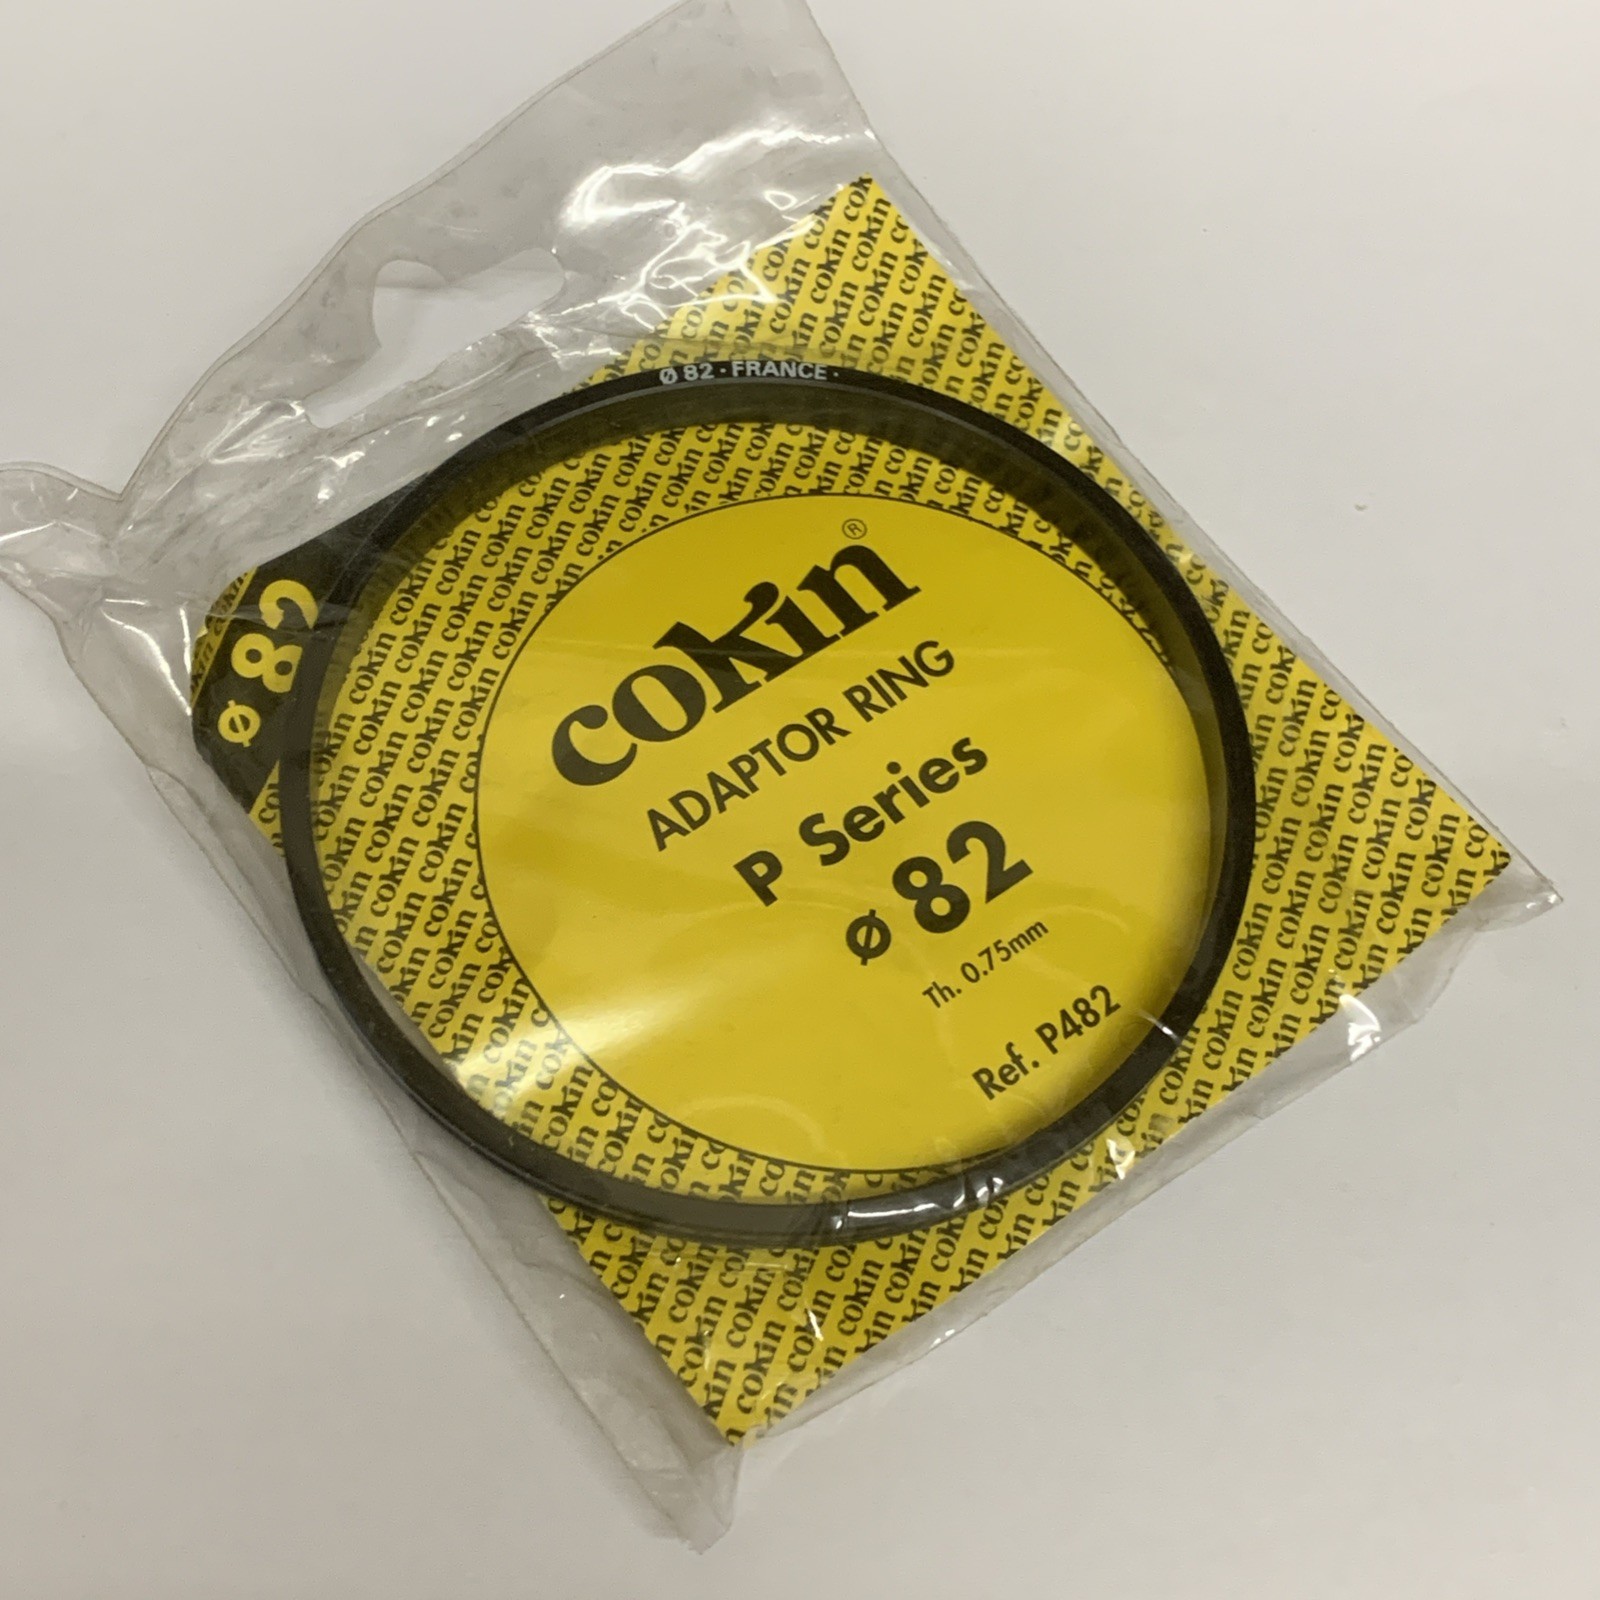 Ø 82 · FRANCE ·
ø 82
cokin®
ADAPTOR RING
P Series
ø 82
Th. 0.75mm
Ref. P482